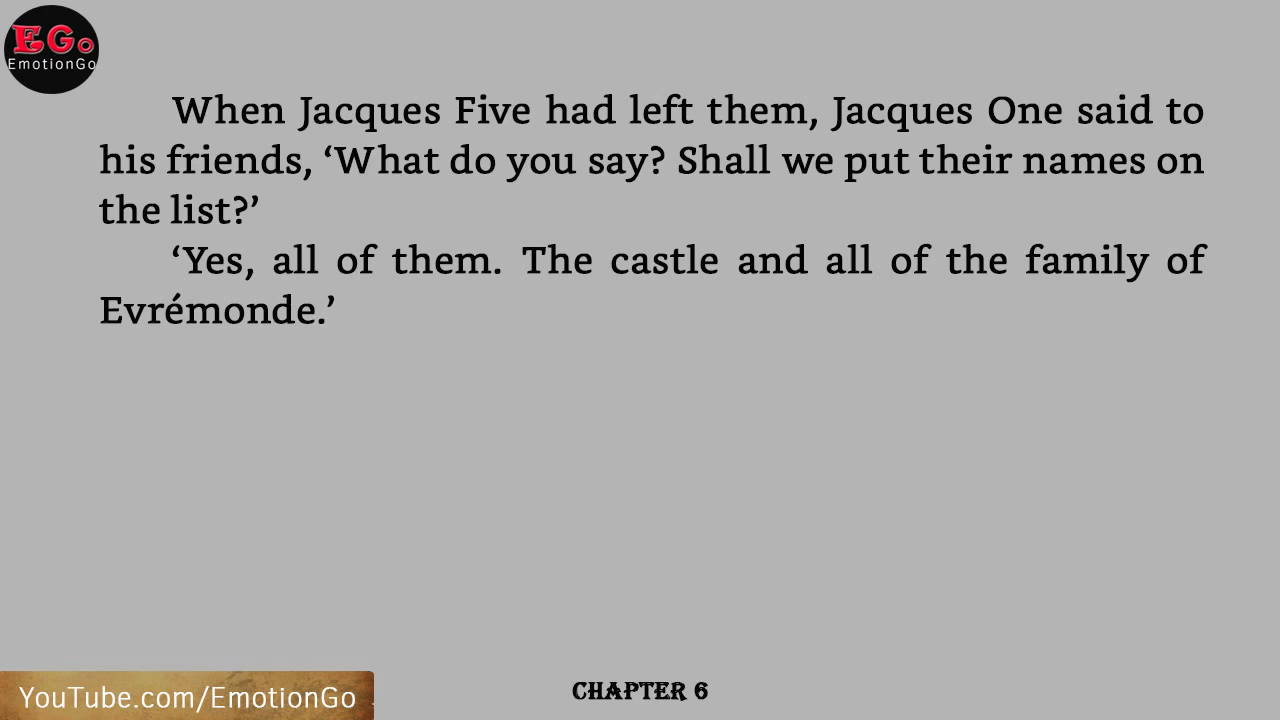 EGo
EmotionGo
When Jacques Five had left them, Jacques One said to
his friends, ‘What do you say? Shall we put their names on
the list?’
‘Yes, all of them. The castle and all of the family of
Evrémonde.’
YouTube.com/EmotionGo
CHAPTER 6